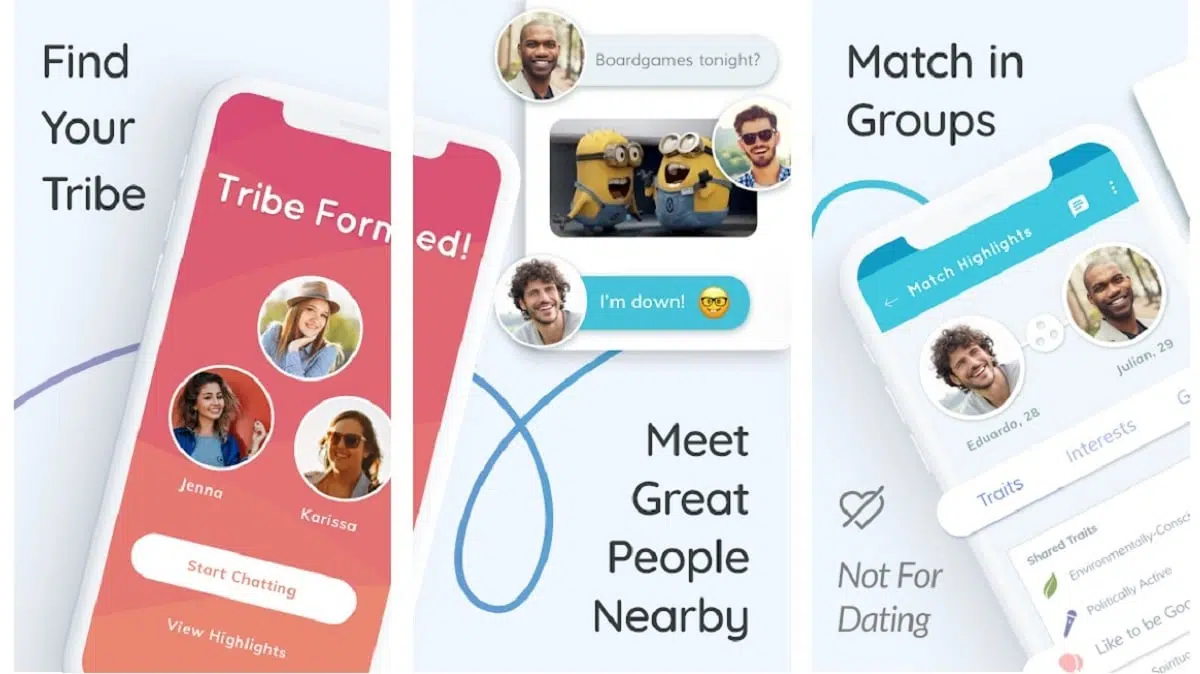 Find
Your
Tribe
Tribe Formed!
Jenna
Karissa
Start Chatting
View Highlights
Boardgames tonight?
I'm down! 🤓
Meet
Great
People
Nearby
Match in
Groups
← Match Highlights
Eduardo, 28
Julian, 29
Traits
Interests
G
Shared Traits
Environmentally-Consc
Politically Active
Like to be Goo
Spiritu
Not For
Dating